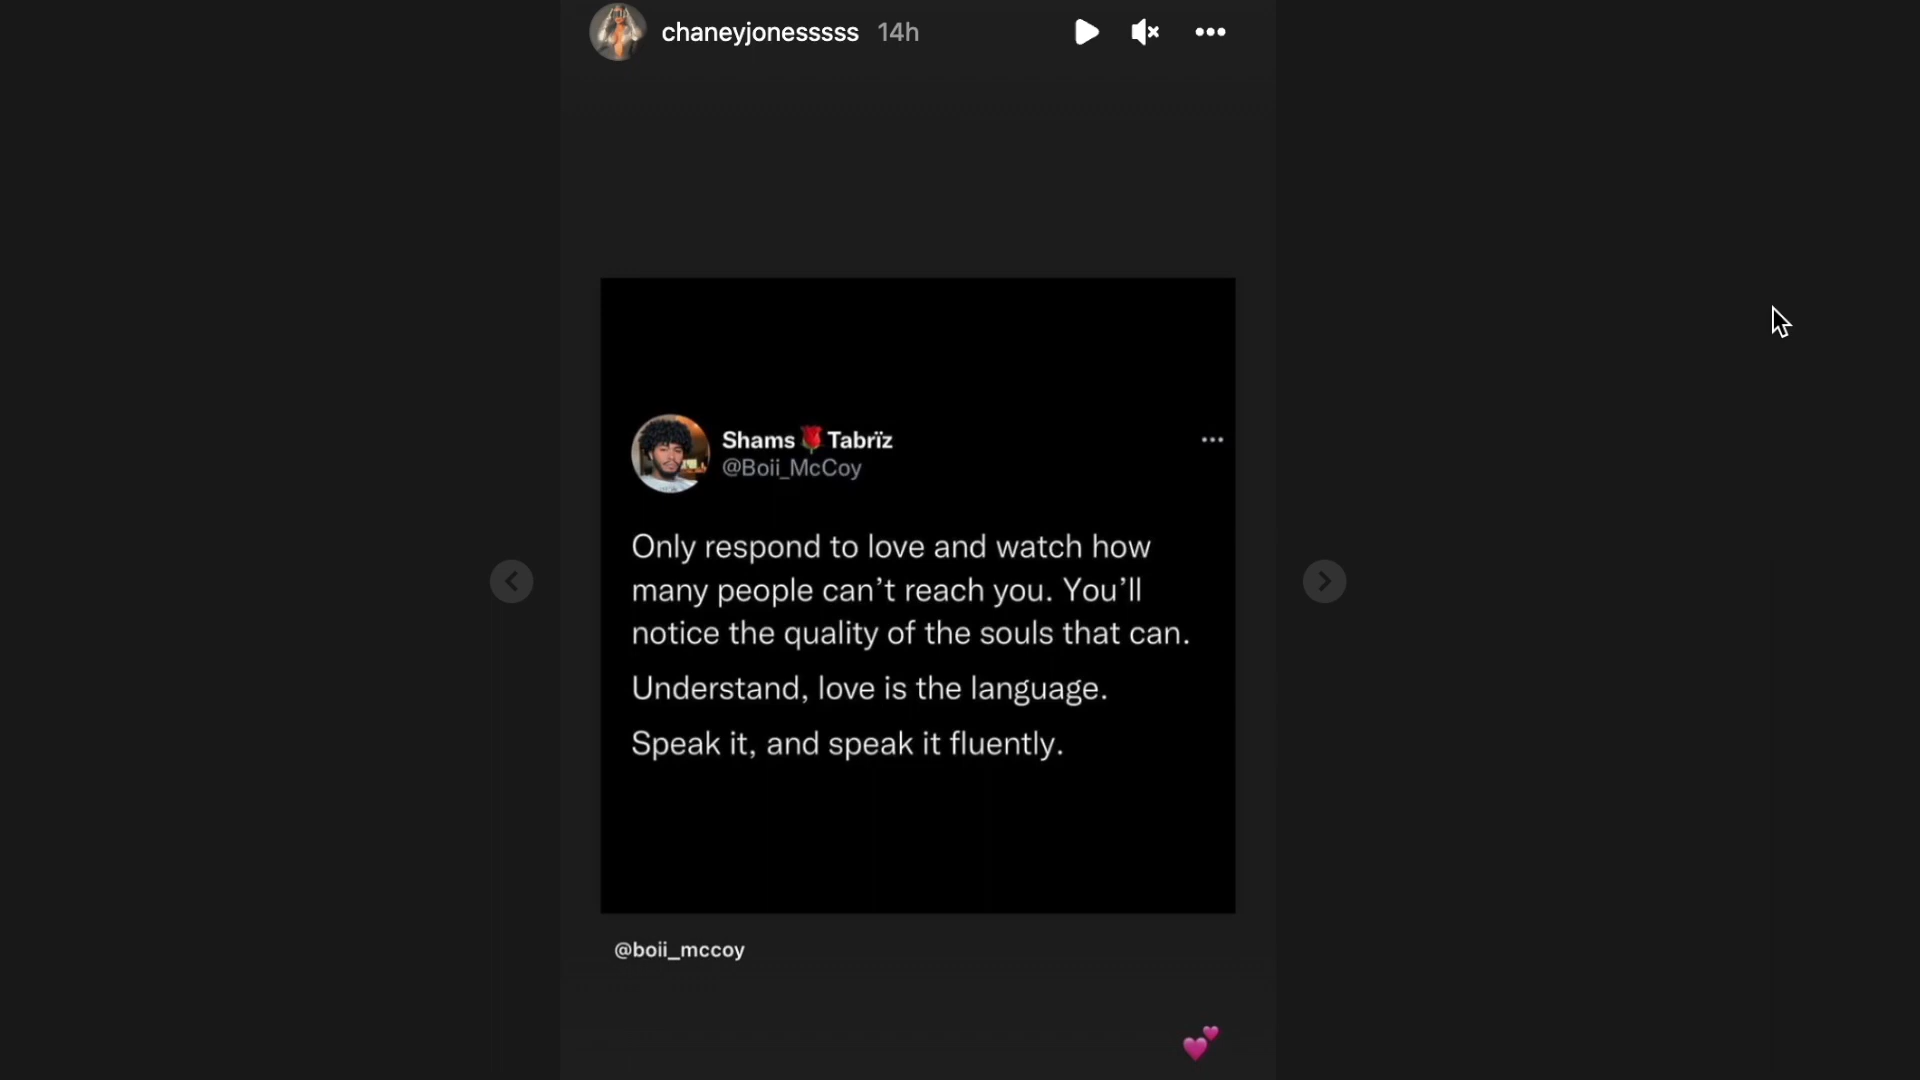 chaneyjonesssss 14h
Shams🌹Tabrïz
@Boii_McCoy
Only respond to love and watch how
many people can’t reach you. You’ll
notice the quality of the souls that can.
Understand, love is the language.
Speak it, and speak it fluently.
@boii_mccoy